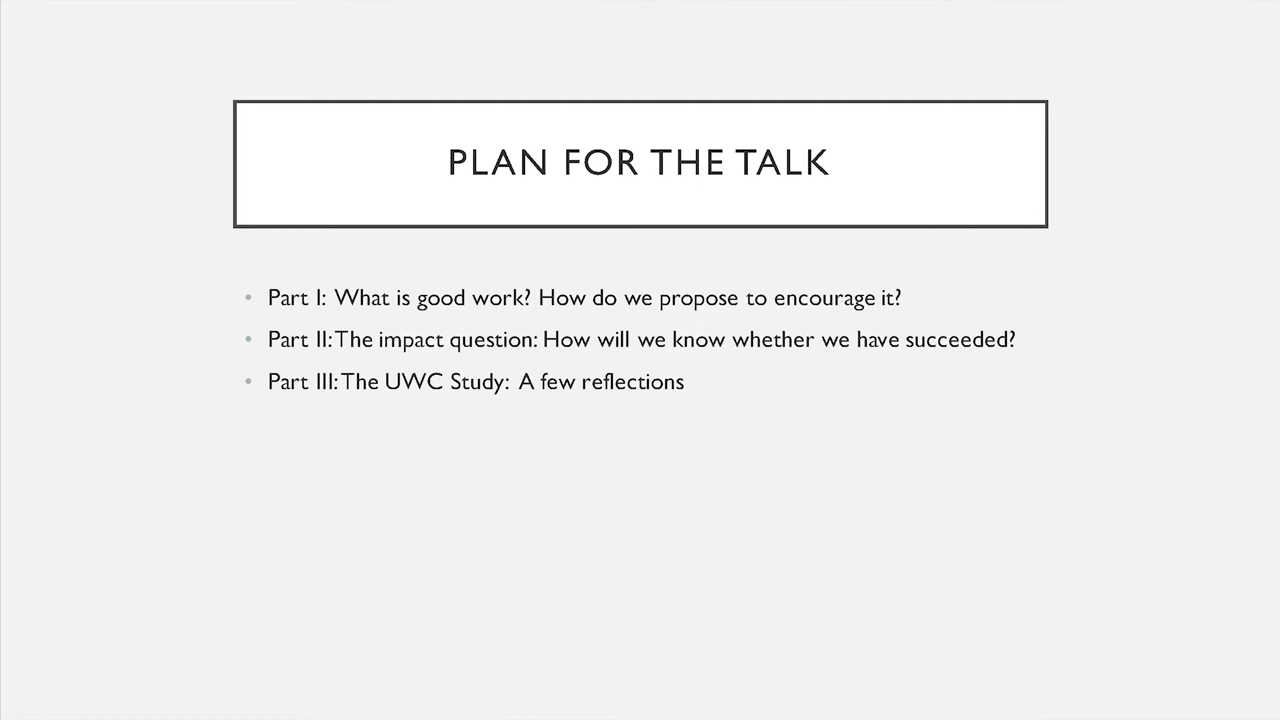 PLAN FOR THE TALK
• Part I: What is good work? How do we propose to encourage it?
• Part II: The impact question: How will we know whether we have succeeded?
• Part III: The UWC Study: A few reflections